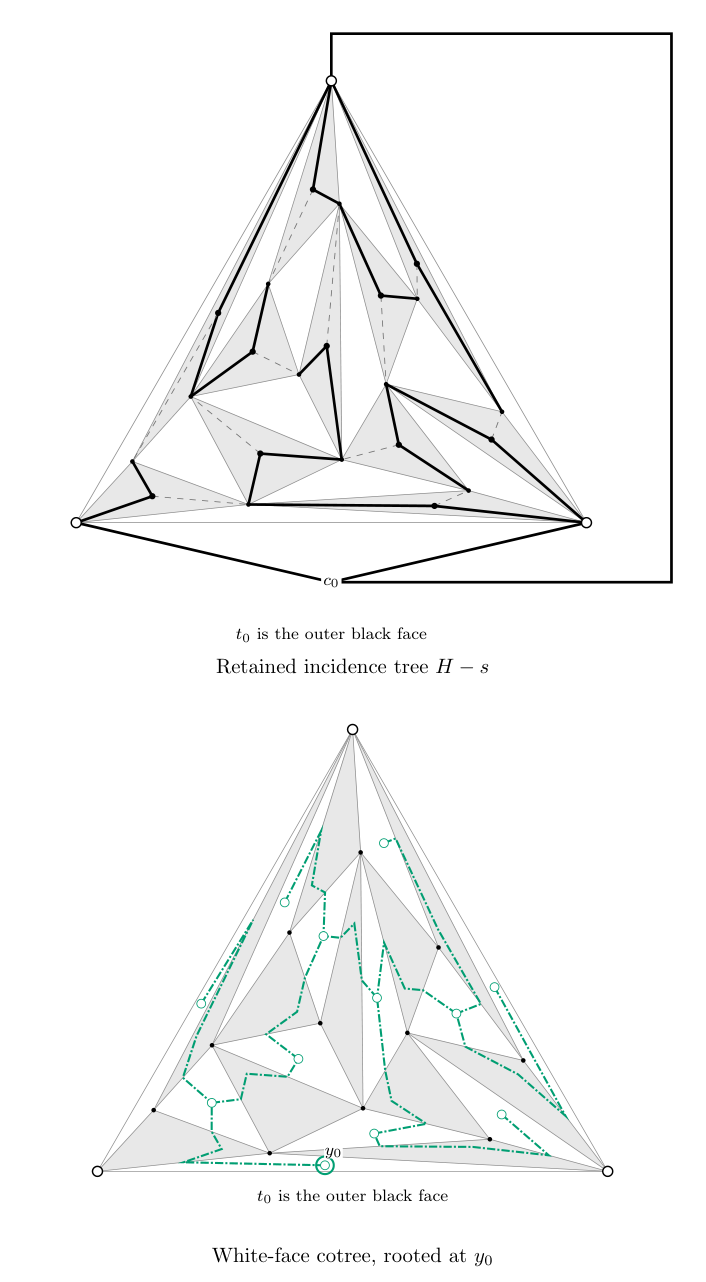 c₀
t₀ is the outer black face
Retained incidence tree H − s
y₀
t₀ is the outer black face
White-face cotree, rooted at y₀